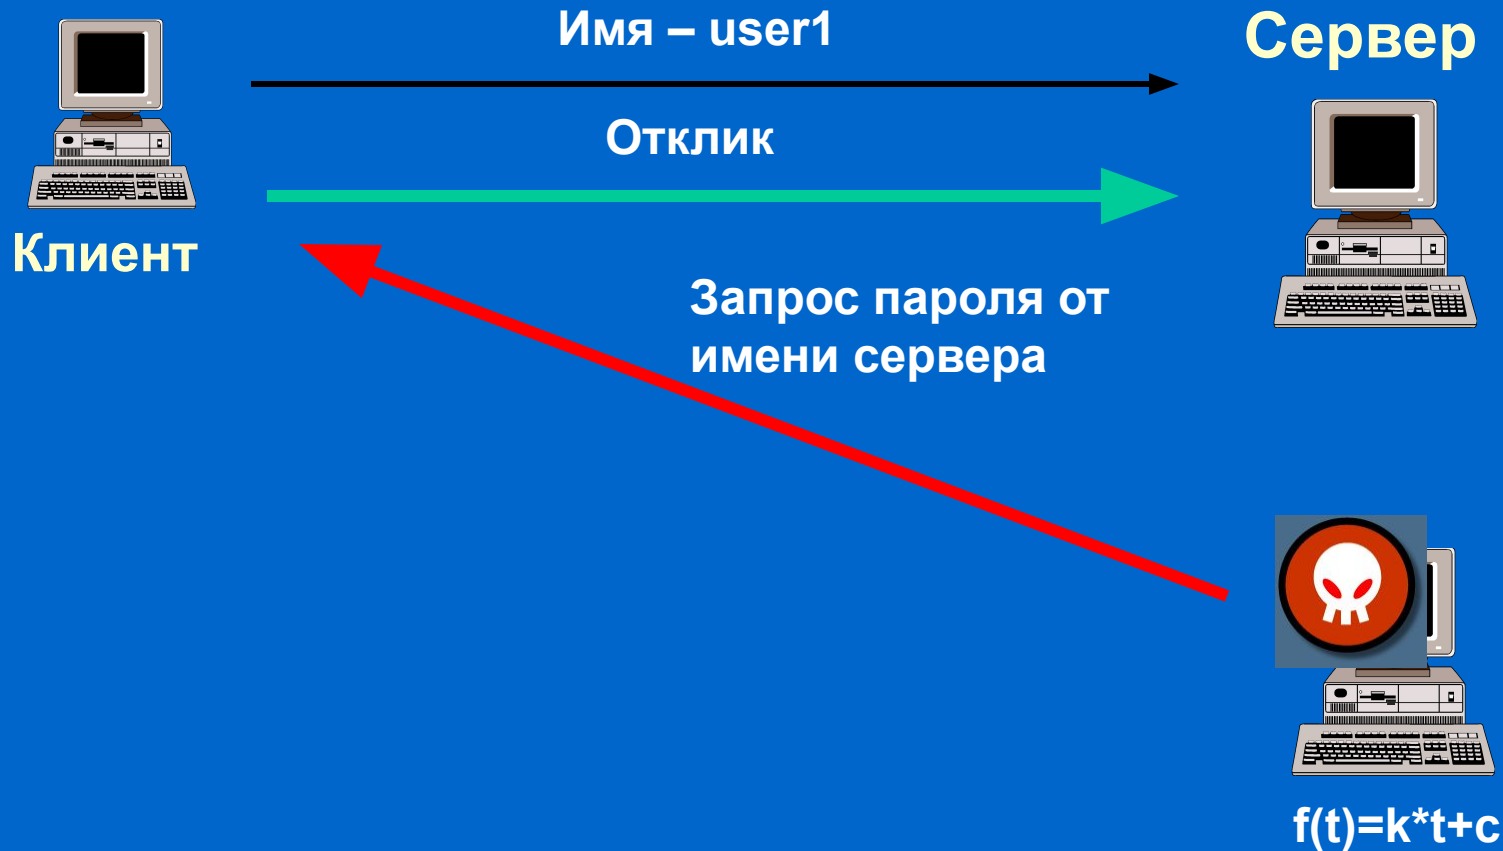 Имя – user1
Сервер
Отклик
Клиент
Запрос пароля от
имени сервера
f(t)=k*t+c